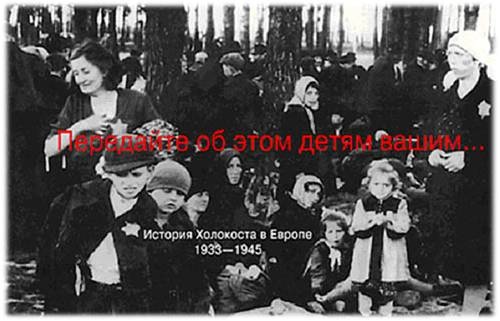 Передайте об этом детям вашим...
История Холокоста в Европе
1933—1945